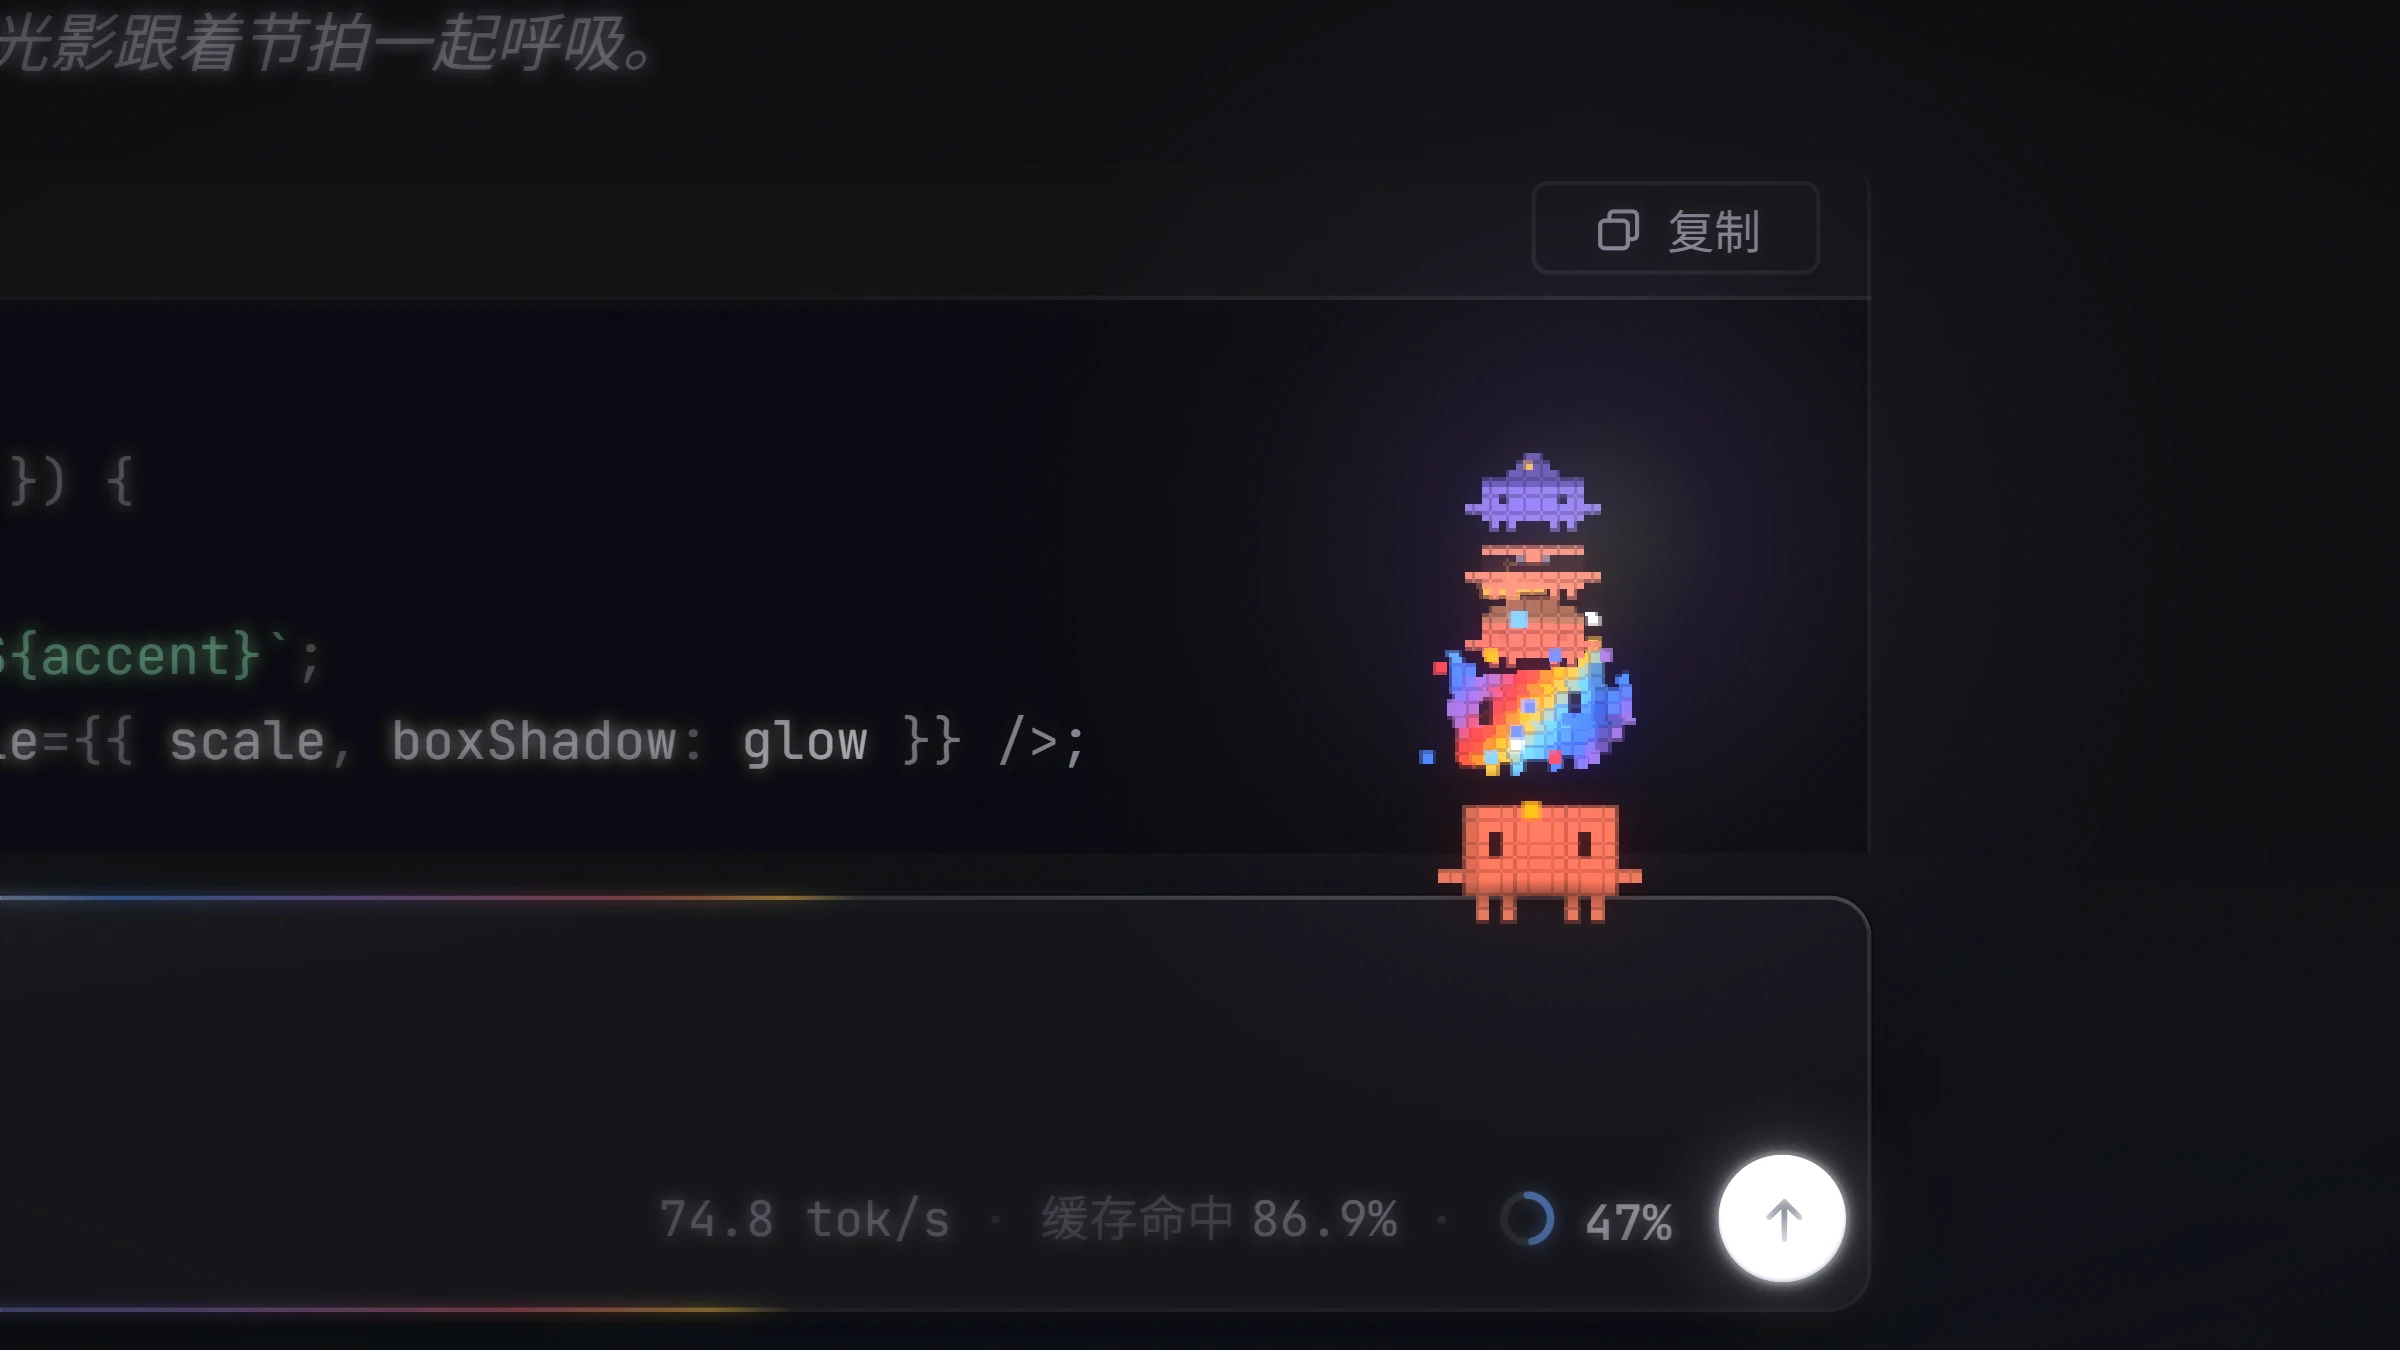 光影跟着节拍一起呼吸。
复制
}) {
${accent}`;
le={{ scale, boxShadow: glow }} />;
74.8 tok/s · 缓存命中 86.9% · 47%